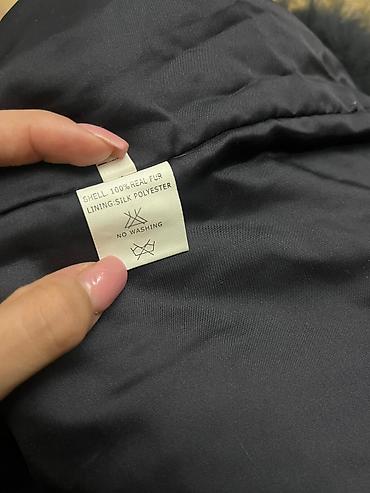 SHELL. 100% REAL FUR
LINING:SILK POLYESTER
NO WASHING